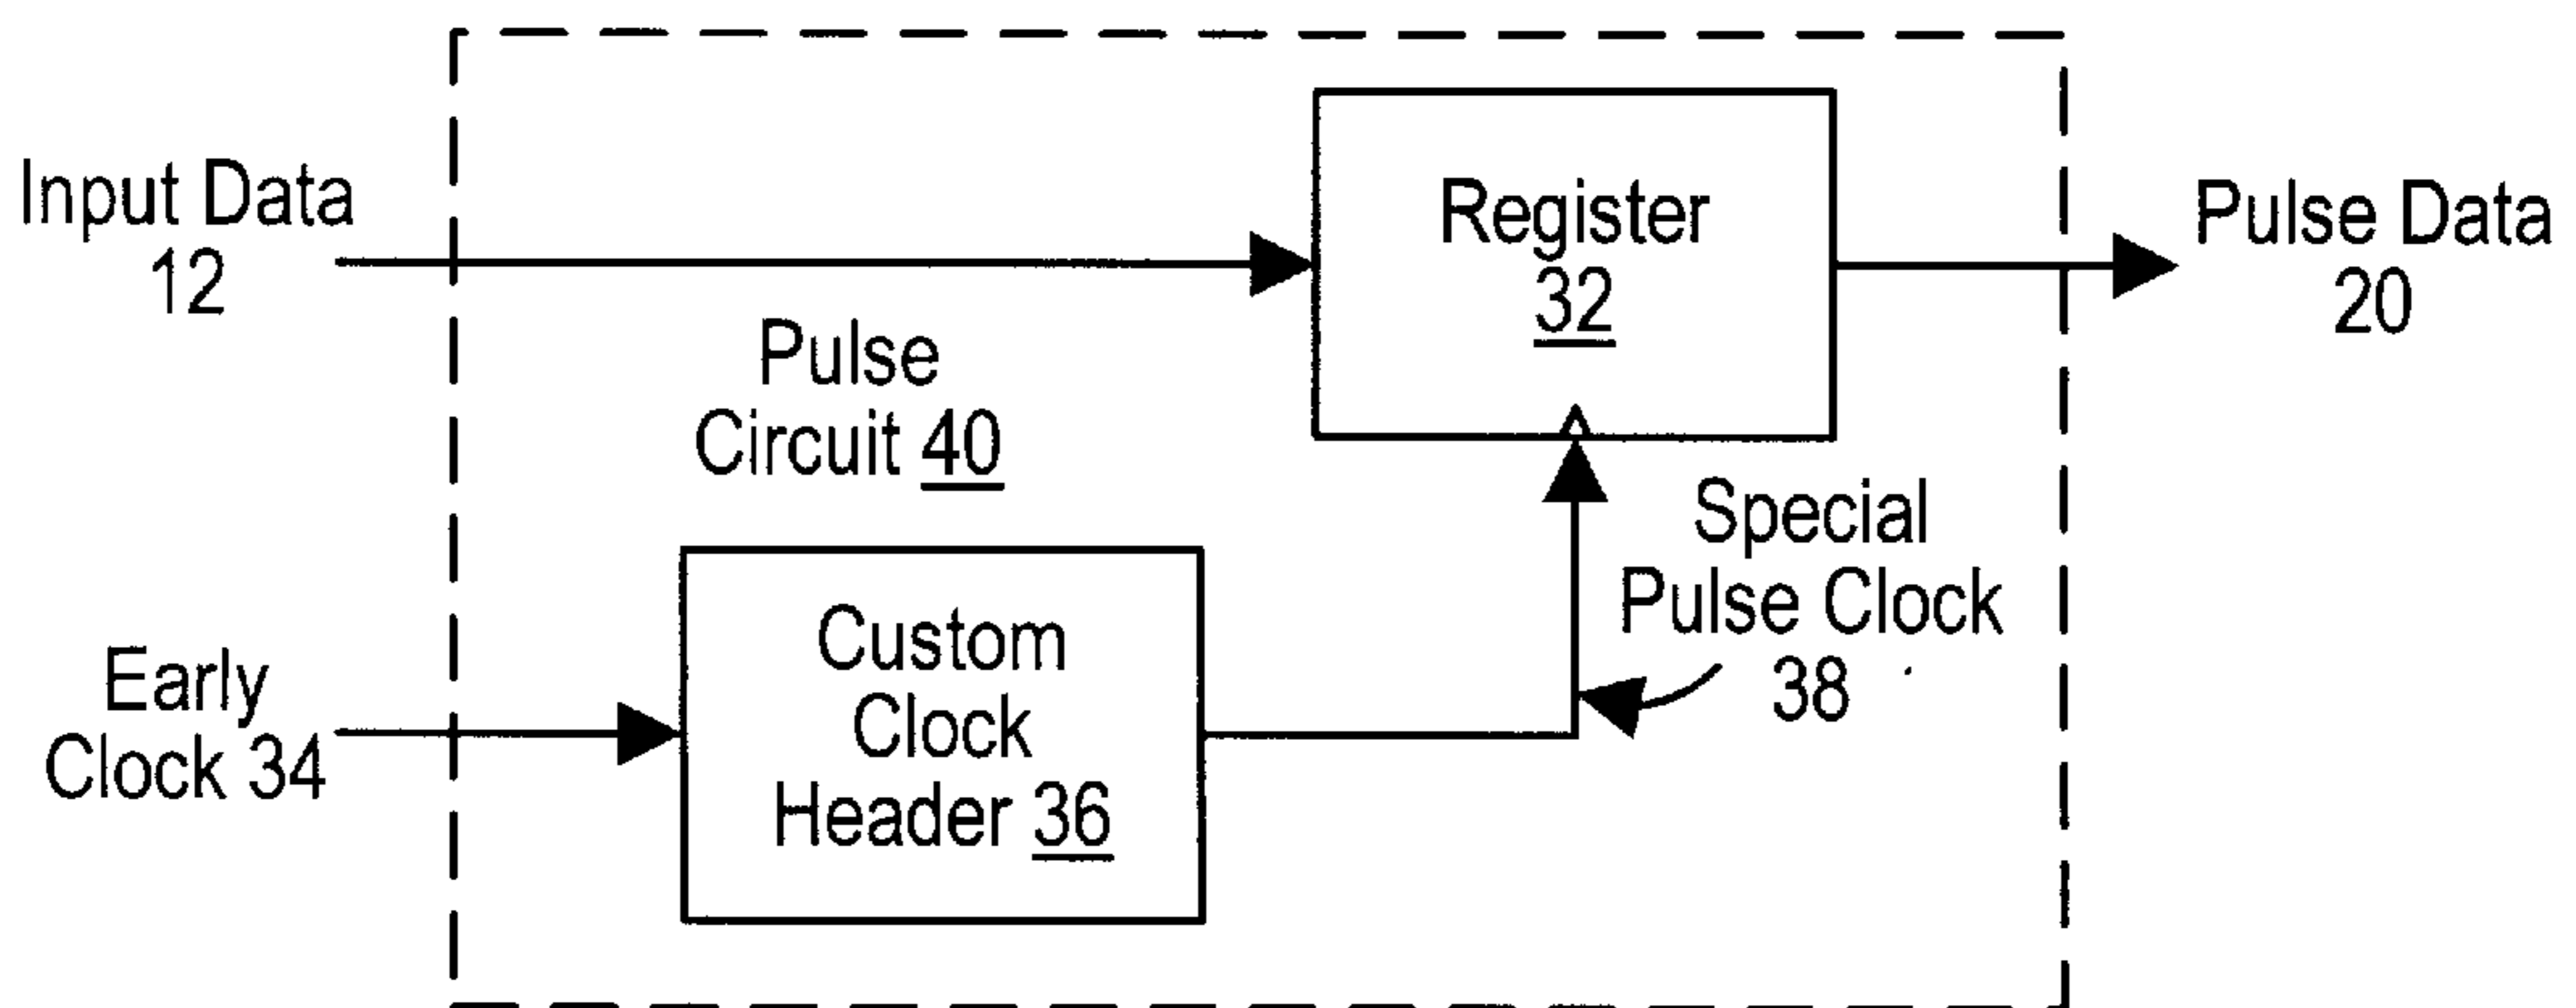 Input Data
12
Pulse
Circuit 40
Register
32
Pulse Data
20
Early
Clock 34
Custom
Clock
Header 36
Special
Pulse Clock
38